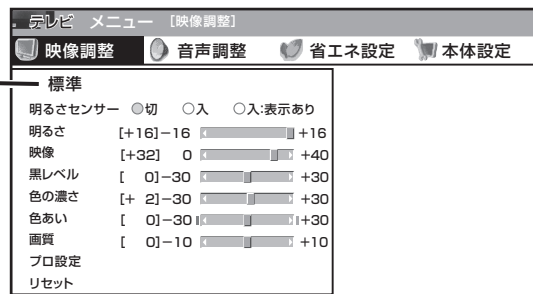 テレビ メニュー [映像調整]
映像調整 音声調整 省エネ設定 本体設定
標準
明るさセンサー 切 入 入:表示あり
明るさ [+16]−16 +16
映像 [+32] 0 +40
黒レベル [ 0]−30 +30
色の濃さ [+ 2]−30 +30
色あい [ 0]−30 +30
画質 [ 0]−10 +10
プロ設定
リセット